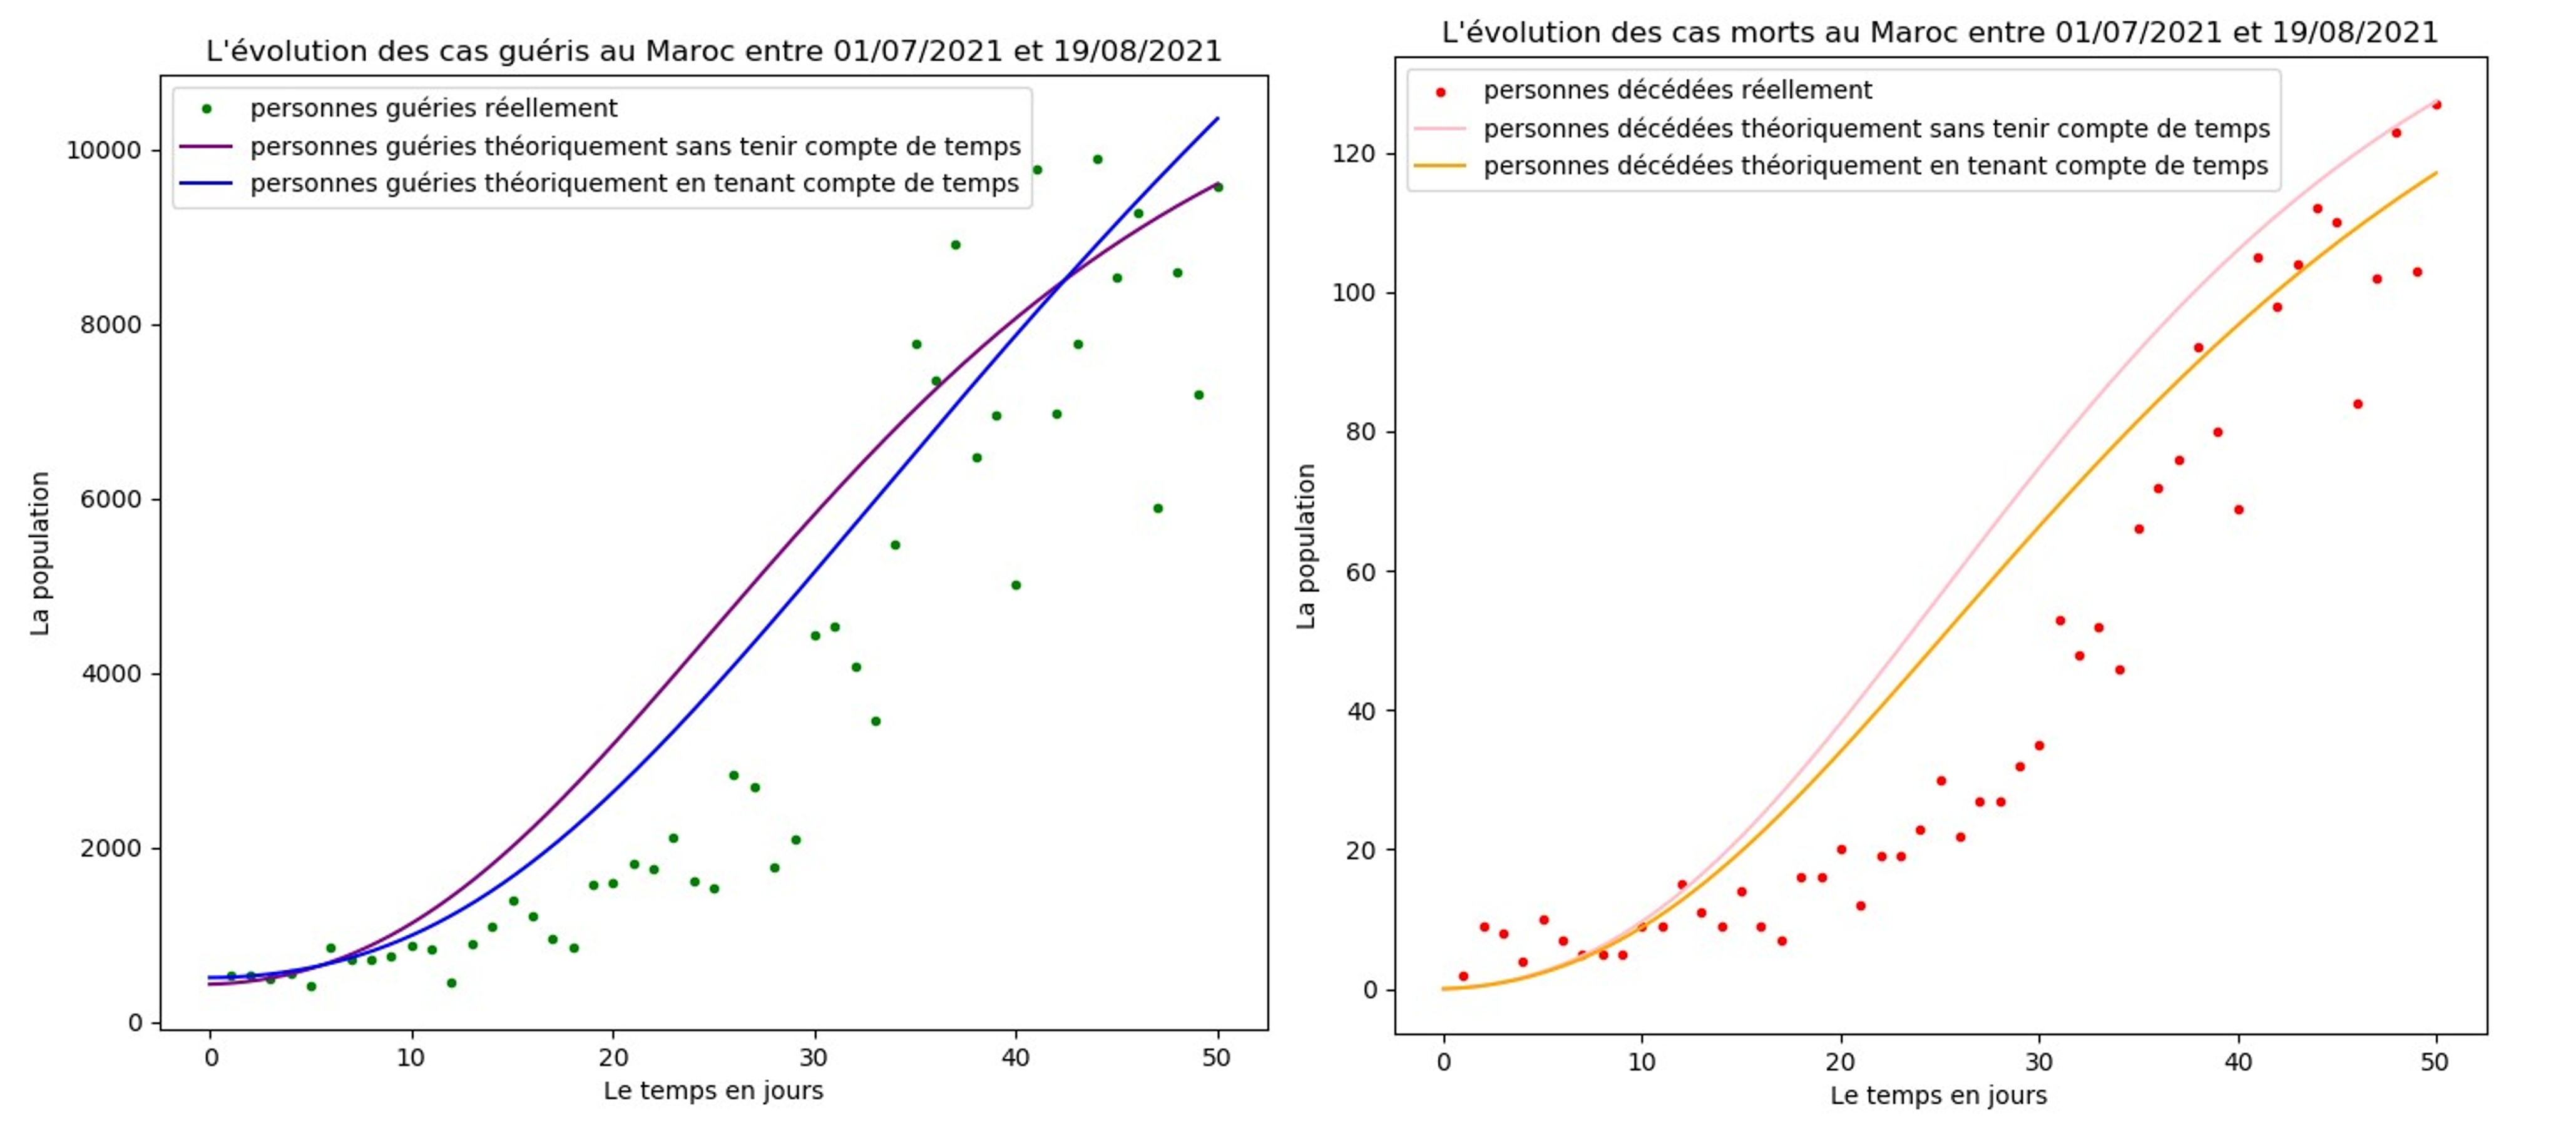 L'évolution des cas guéris au Maroc entre 01/07/2021 et 19/08/2021
personnes guéries réellement
personnes guéries théoriquement sans tenir compte de temps
personnes guéries théoriquement en tenant compte de temps
La population
10000
8000
6000
4000
2000
0
0 10 20 30 40 50
Le temps en jours
L'évolution des cas morts au Maroc entre 01/07/2021 et 19/08/2021
personnes décédées réellement
personnes décédées théoriquement sans tenir compte de temps
personnes décédées théoriquement en tenant compte de temps
La population
120
100
80
60
40
20
0
0 10 20 30 40 50
Le temps en jours